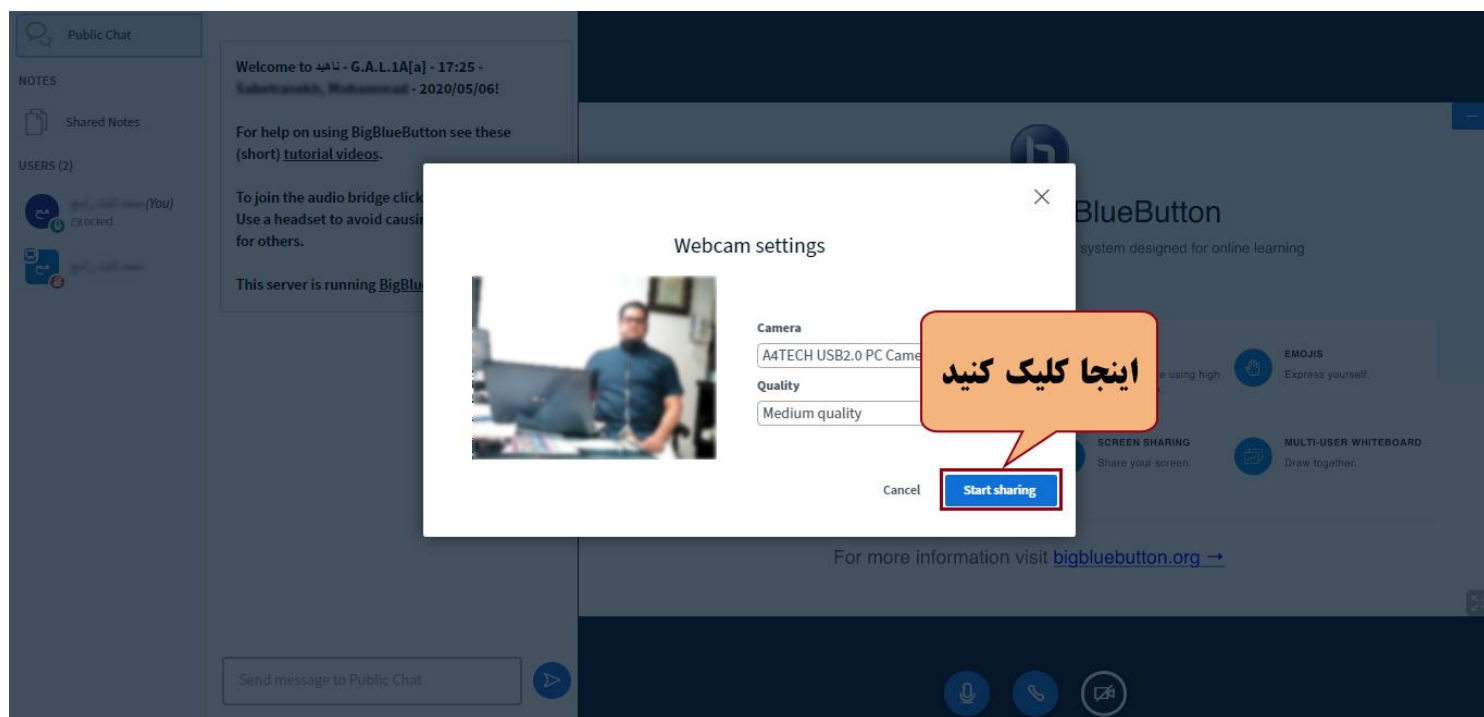 Public Chat
NOTES
Shared Notes
USERS (2)
(You)
Locked
Welcome to ناهید - G.A.L.1A[a] - 17:25 -
- 2020/05/06!
For help on using BigBlueButton see these
(short) tutorial videos.
To join the audio bridge click
Use a headset to avoid
for others.
This server is running
Webcam settings
Camera
A4TECH USB2.0 PC
Quality
Medium quality
Cancel
Start sharing
اینجا کلیک کنید
BlueButton
system designed for online learning
using high
EMOJIS
Express yourself.
SCREEN SHARING
Share your screen.
MULTI-USER WHITEBOARD
Draw together.
For more information visit bigbluebutton.org →
Send message to Public Chat